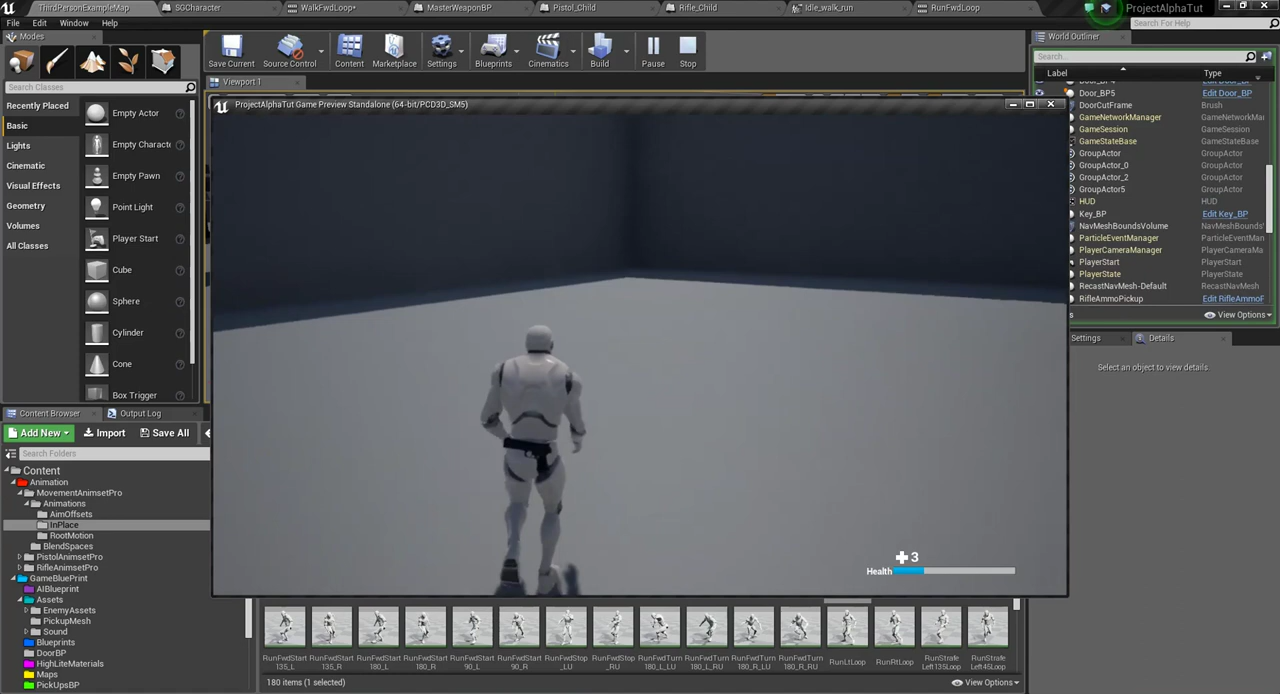 ThirdPersonExampleMap
SGCharacter
WalkFwdLoop*
MasterWeaponBP
Pistol_Child
Rifle_Child
Idle_walk_run
RunFwdLoop
ProjectAlphaTut
File Edit Window Help
Search For Help
Modes
Save Current
Source Control
Content
Marketplace
Settings
Blueprints
Cinematics
Build
Pause
Stop
World Outliner
Search...
Label Type
Search Classes
Viewport 1
Recently Placed
Basic
Lights
Cinematic
Visual Effects
Geometry
Volumes
All Classes
Empty Actor
Empty Charact
Empty Pawn
Point Light
Player Start
Cube
Sphere
Cylinder
Cone
Box Trigger
ProjectAlphaTut Game Preview Standalone (64-bit/PCD3D_SM5)
3
Health
Door_BP5 Edit Door_BP
DoorCutFrame Brush
GameNetworkManager GameNetworkMa
GameSession GameSession
GameStateBase GameStateBase
GroupActor GroupActor
GroupActor_0 GroupActor
GroupActor_2 GroupActor
GroupActor5 GroupActor
HUD HUD
Key_BP Edit Key_BP
NavMeshBoundsVolume NavMeshBounds
ParticleEventManager ParticleEventMa
PlayerCameraManager PlayerCameraMa
PlayerStart PlayerStart
PlayerState PlayerState
RecastNavMesh-Default RecastNavMesh
RifleAmmoPickup Edit RifleAmmoF
View Options
Settings
Details
Select an object to view details.
Content Browser
Output Log
Add New
Import
Save All
Search Folders
Content
Animation
MovementAnimsetPro
Animations
AimOffsets
InPlace
RootMotion
BlendSpaces
PistolAnimsetPro
RifleAnimsetPro
GameBluePrint
AIBlueprint
Assets
EnemyAssets
PickupMesh
Sound
Blueprints
DoorBP
HighLiteMaterials
Maps
PickUpsBP
RunFwdStart
135_L
RunFwdStart
135_R
RunFwdStart
180_L
RunFwdStart
180_R
RunFwdStart
90_L
RunFwdStart
90_R
RunFwdStop
_LU
RunFwdStop
_RU
RunFwdTurn
180_L_LU
RunFwdTurn
180_L_RU
RunFwdTurn
180_R_LU
RunFwdTurn
180_R_RU
RunLtLoop
RunRtLoop
RunStrafe
Left135Loop
RunStrafe
Left45Loop
180 items (1 selected)
View Options